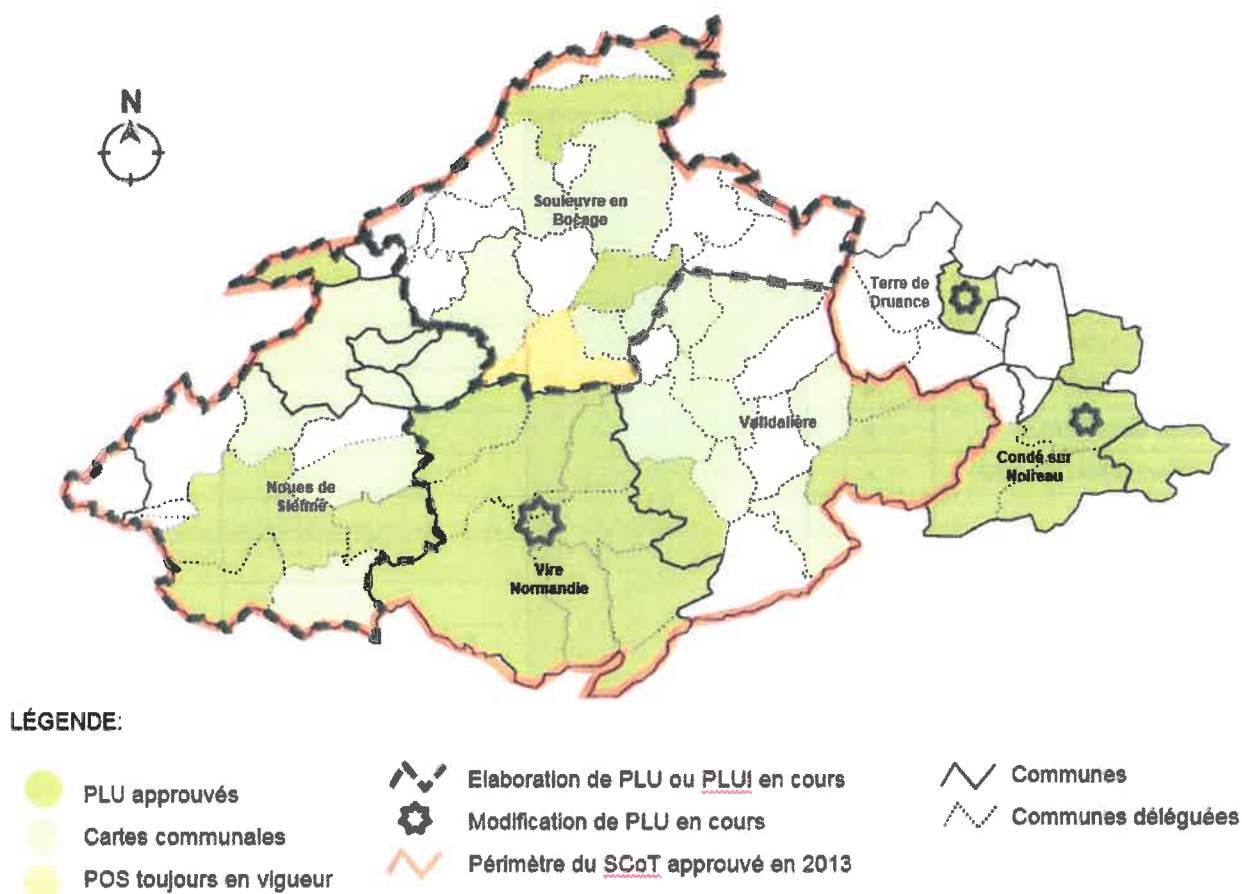 N
Souleuvre en
Bocage
Terre de
Druance
Valdallière
Condé sur
Noireau
Noues de
Sienne
Vire
Normandie
LÉGENDE:
PLU approuvés
Cartes communales
POS toujours en vigueur
Elaboration de PLU ou PLUI en cours
Modification de PLU en cours
Périmètre du SCoT approuvé en 2013
Communes
Communes déléguées